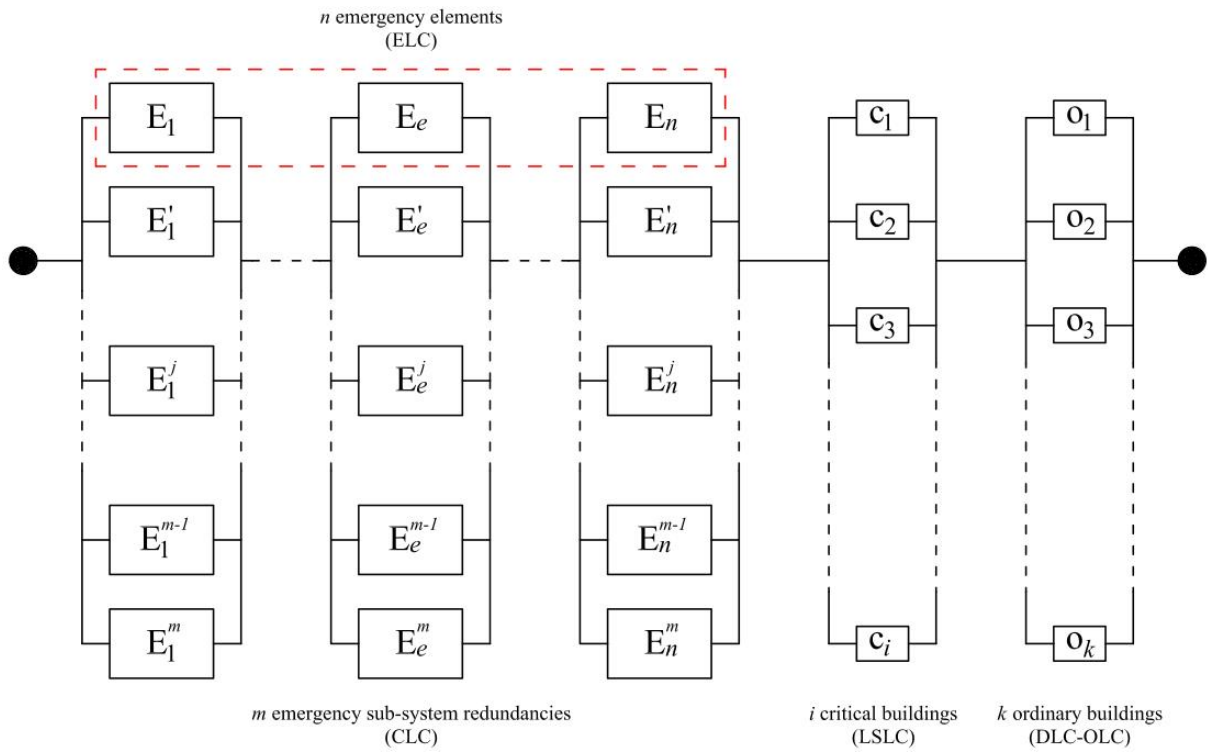 n emergency elements
(ELC)
E₁ Eₑ Eₙ c₁ o₁
E'₁ E'ₑ E'ₙ c₂ o₂
c₃ o₃
E₁ʲ Eₑʲ Eₙʲ
E₁ᵐ⁻¹ Eₑᵐ⁻¹ Eₙᵐ⁻¹
E₁ᵐ Eₑᵐ Eₙᵐ cᵢ oₖ
m emergency sub-system redundancies i critical buildings k ordinary buildings
(CLC) (LSLC) (DLC-OLC)